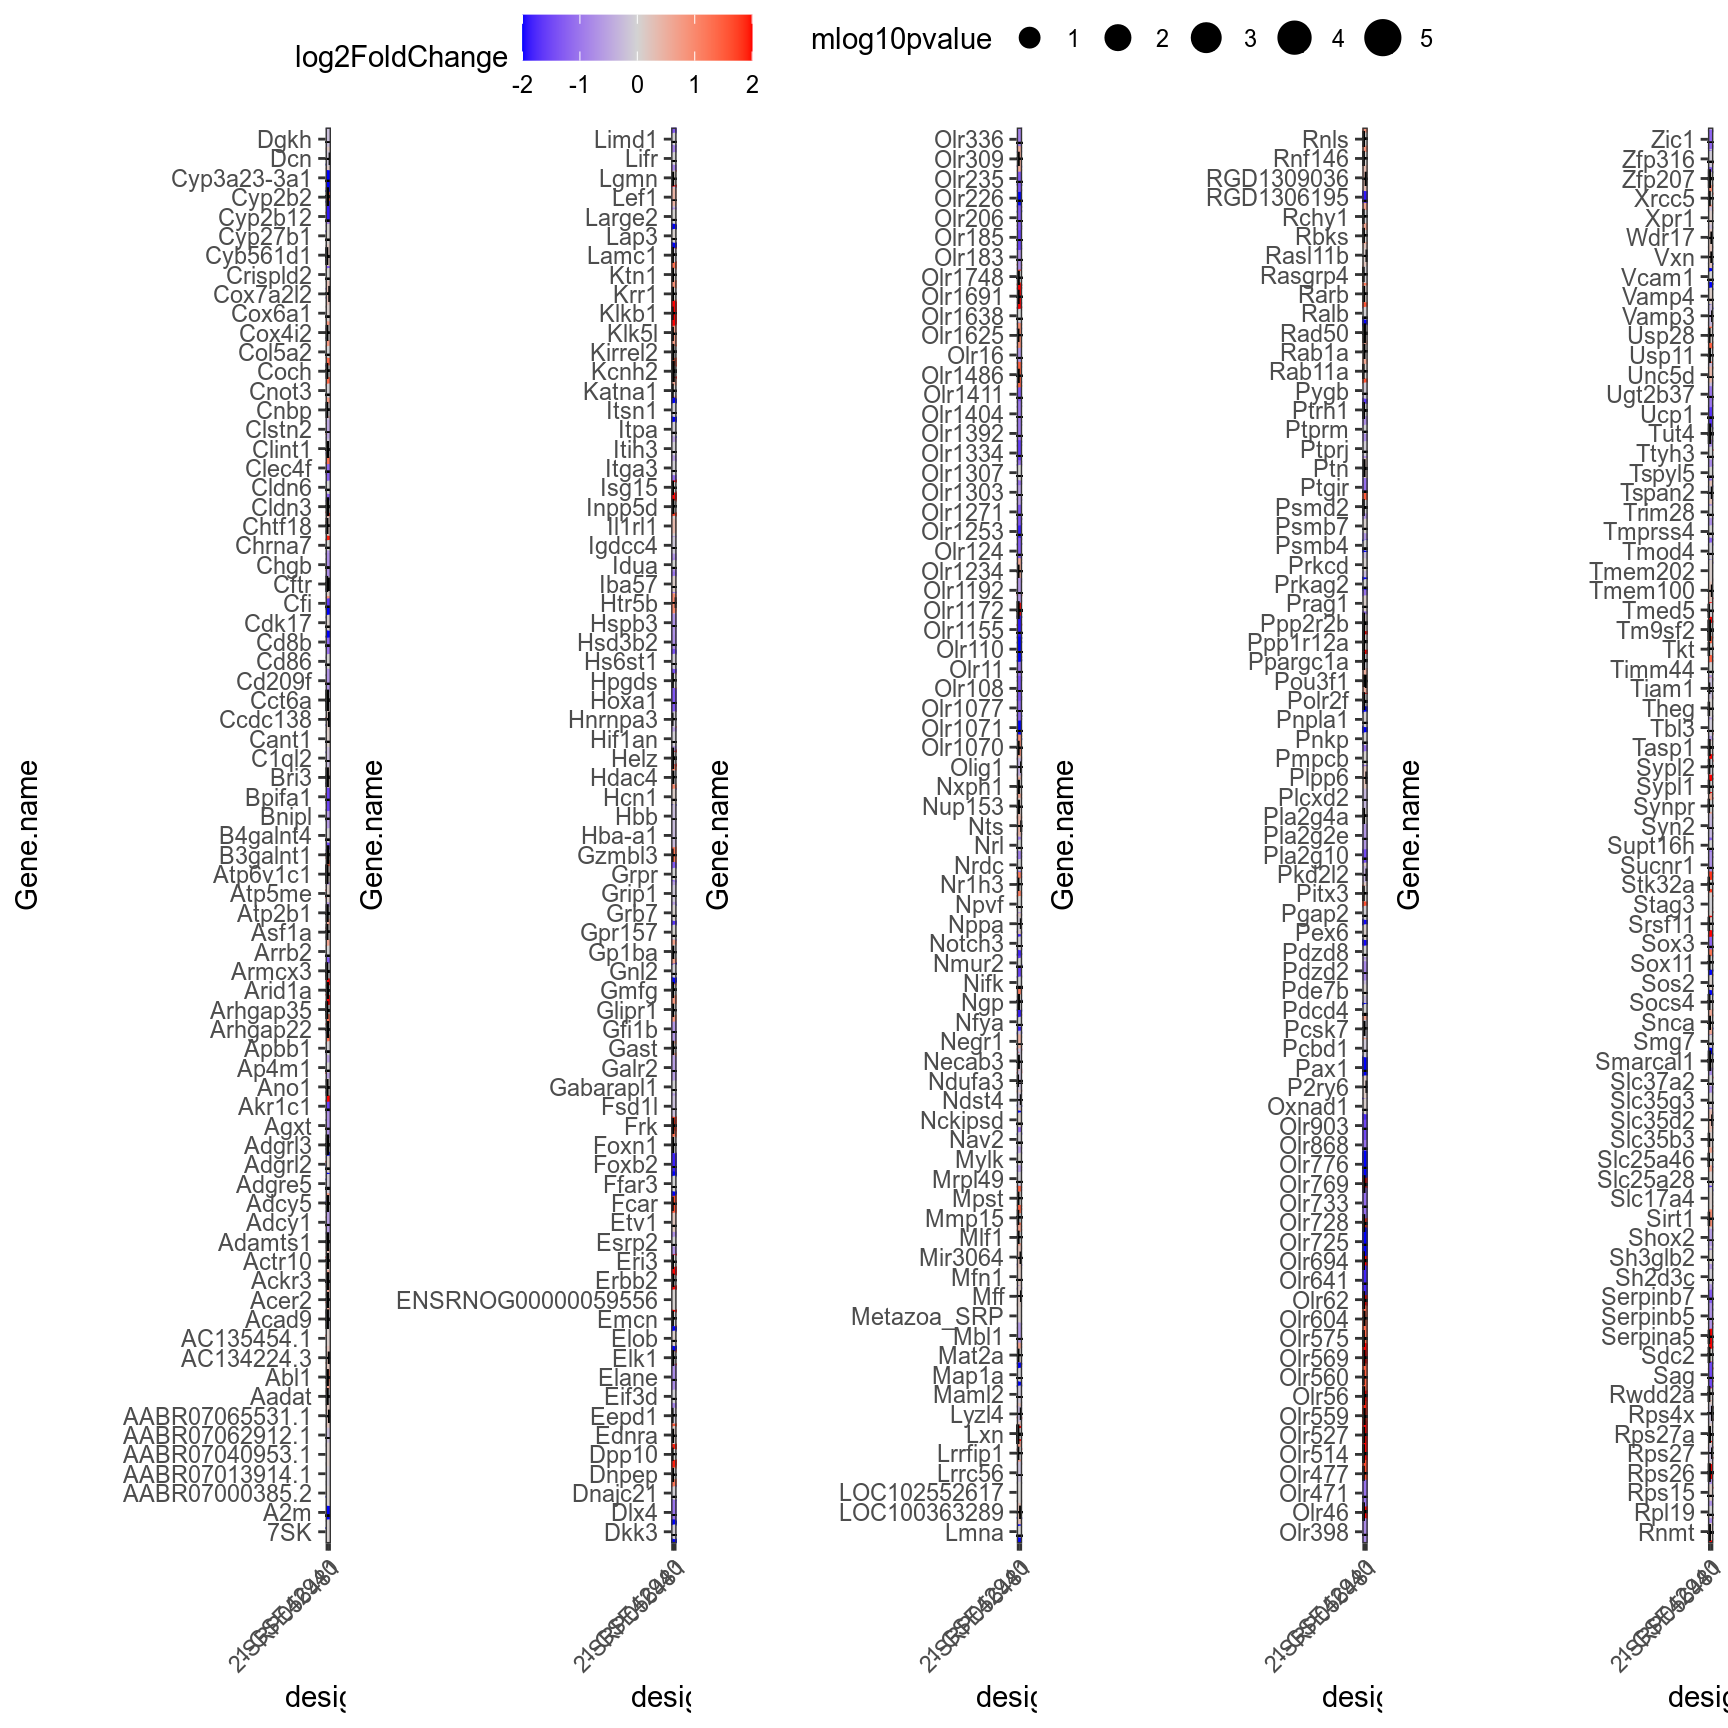 log2FoldChange
-2 -1 0 1 2
mlog10pvalue 1 2 3 4 5
Gene.name
Dgkh
Dcn
Cyp3a23-3a1
Cyp2b2
Cyp2b12
Cyp27b1
Cyb561d1
Crispld2
Cox7a2l2
Cox6a1
Cox4i2
Col5a2
Coch
Cnot3
Cnbp
Clstn2
Clint1
Clec4f
Cldn6
Cldn3
Chtf18
Chrna7
Chgb
Cftr
Cfi
Cdk17
Cd8b
Cd86
Cd209f
Cct6a
Ccdc138
Cant1
C1ql2
Bri3
Bpifa1
Bnipl
B4galnt4
B3galnt1
Atp6v1c1
Atp5me
Atp2b1
Asf1a
Arrb2
Armcx3
Arid1a
Arhgap35
Arhgap22
Apbb1
Ap4m1
Ano1
Akr1c1
Agxt
Adgrl3
Adgrl2
Adgre5
Adcy5
Adcy1
Adamts1
Actr10
Ackr3
Acer2
Acad9
AC135454.1
AC134224.3
Abl1
Aadat
AABR07065531.1
AABR07062912.1
AABR07040953.1
AABR07013914.1
AABR07000385.2
A2m
7SK
desig
Gene.name
Limd1
Lifr
Lgmn
Lef1
Large2
Lap3
Lamc1
Ktn1
Krr1
Klkb1
Klk5l
Kirrel2
Kcnh2
Katna1
Itsn1
Itpa
Itih3
Itga3
Isg15
Inpp5d
Il1rl1
Igdcc4
Idua
Iba57
Htr5b
Hspb3
Hsd3b2
Hs6st1
Hpgds
Hoxa1
Hnrnpa3
Hif1an
Helz
Hdac4
Hcn1
Hbb
Hba-a1
Gzmbl3
Grpr
Grip1
Grb7
Gpr157
Gp1ba
Gnl2
Gmfg
Glipr1
Gfi1b
Gast
Galr2
Gabarapl1
Fsd1l
Frk
Foxn1
Foxb2
Ffar3
Fcar
Etv1
Esrp2
Eri3
Erbb2
ENSRNOG00000059556
Emcn
Elob
Elk1
Elane
Eif3d
Eepd1
Ednra
Dpp10
Dnpep
Dnajc21
Dlx4
Dkk3
desig
Gene.name
Olr336
Olr309
Olr235
Olr226
Olr206
Olr185
Olr183
Olr1748
Olr1691
Olr1638
Olr1625
Olr16
Olr1486
Olr1411
Olr1404
Olr1392
Olr1334
Olr1307
Olr1303
Olr1271
Olr1253
Olr124
Olr1234
Olr1192
Olr1172
Olr1155
Olr110
Olr11
Olr108
Olr1077
Olr1071
Olr1070
Olig1
Nxph1
Nup153
Nts
Nrl
Nrdc
Nr1h3
Npvf
Nppa
Notch3
Nmur2
Nifk
Ngp
Nfya
Negr1
Necab3
Ndufa3
Ndst4
Nckipsd
Nav2
Mylk
Mrpl49
Mpst
Mmp15
Mlf1
Mir3064
Mfn1
Mff
Metazoa_SRP
Mbl1
Mat2a
Map1a
Maml2
Lyzl4
Lxn
Lrrfip1
Lrrc56
LOC102552617
LOC100363289
Lmna
desig
Gene.name
Rnls
Rnf146
RGD1309036
RGD1306195
Rchy1
Rbks
Rasl11b
Rasgrp4
Rarb
Ralb
Rad50
Rab1a
Rab11a
Pygb
Ptrh1
Ptprm
Ptprj
Ptn
Ptgir
Psmd2
Psmb7
Psmb4
Prkcd
Prkag2
Prag1
Ppp2r2b
Ppp1r12a
Ppargc1a
Pou3f1
Polr2f
Pnpla1
Pnkp
Pmpcb
Plpp6
Plcxd2
Pla2g4a
Pla2g2e
Pla2g10
Pkd2l2
Pitx3
Pgap2
Pex6
Pdzd8
Pdzd2
Pde7b
Pdcd4
Pcsk7
Pcbd1
Pax1
P2ry6
Oxnad1
Olr903
Olr868
Olr776
Olr769
Olr733
Olr728
Olr725
Olr694
Olr641
Olr62
Olr604
Olr575
Olr569
Olr560
Olr56
Olr559
Olr527
Olr514
Olr477
Olr471
Olr46
Olr398
desig
Gene.name
Zic1
Zfp316
Zfp207
Xrcc5
Xpr1
Wdr17
Vxn
Vcam1
Vamp4
Vamp3
Usp28
Usp11
Unc5d
Ugt2b37
Ucp1
Tut4
Ttyh3
Tspyl5
Tspan2
Trim28
Tmprss4
Tmod4
Tmem202
Tmem100
Tmed5
Tm9sf2
Tkt
Timm44
Tiam1
Theg
Tbl3
Tasp1
Sypl2
Sypl1
Synpr
Syn2
Supt16h
Sucnr1
Stk32a
Stag3
Srsf11
Sox3
Sox11
Sos2
Socs4
Snca
Smg7
Smarcal1
Slc37a2
Slc35g3
Slc35d2
Slc35b3
Slc25a46
Slc25a28
Slc17a4
Sirt1
Shox2
Sh3glb2
Sh2d3c
Serpinb7
Serpinb5
Serpina5
Sdc2
Sag
Rwdd2a
Rps4x
Rps27a
Rps27
Rps26
Rps15
Rpl19
Rnmt
desig